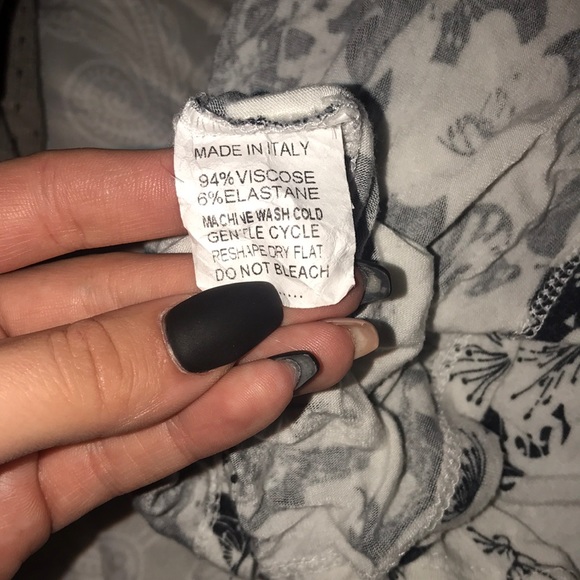 MADE IN ITALY
94% VISCOSE
6% ELASTANE
MACHINE WASH COLD
GENTLE CYCLE
RESHAPE DRY FLAT
DO NOT BLEACH